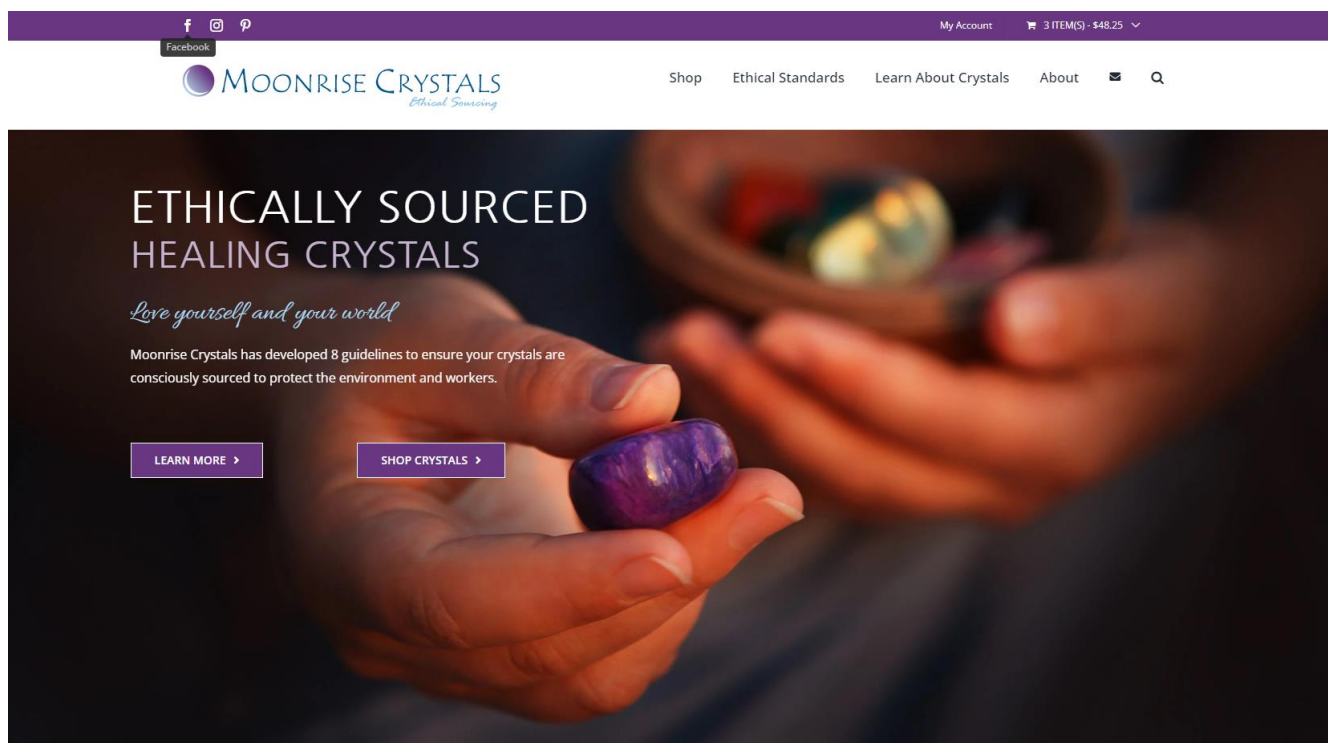 My Account
3 ITEM(S) - $48.25
Facebook
MOONRISE CRYSTALS
Ethical Sourcing
Shop
Ethical Standards
Learn About Crystals
About
ETHICALLY SOURCED
HEALING CRYSTALS
Love yourself and your world
Moonrise Crystals has developed 8 guidelines to ensure your crystals are
consciously sourced to protect the environment and workers.
LEARN MORE >
SHOP CRYSTALS >